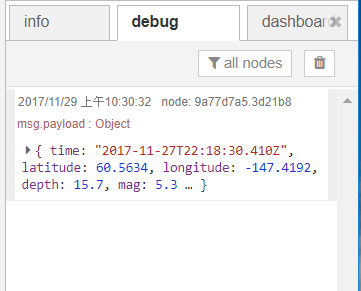 info debug dashboar
all nodes
2017/11/29 上午10:30:32 node: 9a77d7a5.3d21b8
msg.payload : Object
{ time: "2017-11-27T22:18:30.410Z",
latitude: 60.5634, longitude: -147.4192,
depth: 15.7, mag: 5.3 … }